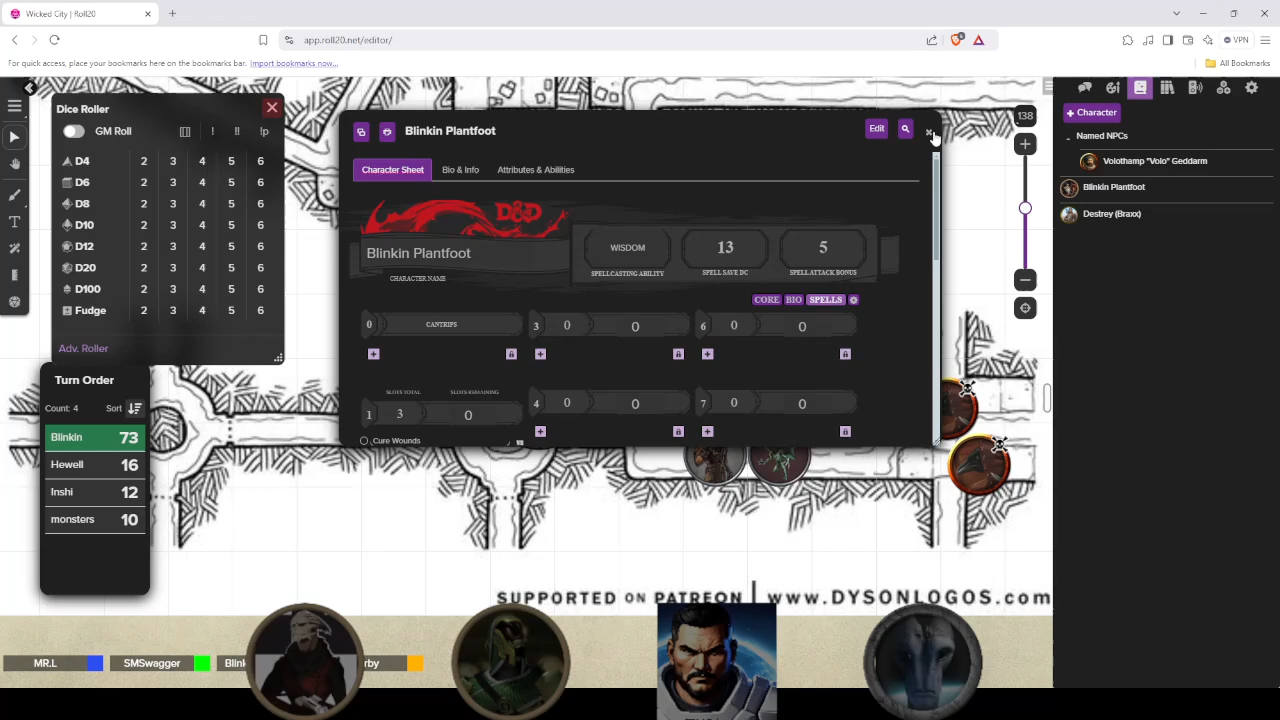 Wicked City | Roll20
app.roll20.net/editor/
VPN
For quick access, place your bookmarks here on the bookmarks bar. Import bookmarks now...
All Bookmarks
Dice Roller
GM Roll ! !! !p
D4 2 3 4 5 6
D6 2 3 4 5 6
D8 2 3 4 5 6
D10 2 3 4 5 6
D12 2 3 4 5 6
D20 2 3 4 5 6
D100 2 3 4 5 6
Fudge 2 3 4 5 6
Adv. Roller
Turn Order
Count: 4 Sort
Blinkin 73
Hewell 16
Inshi 12
monsters 10
Blinkin Plantfoot
Edit
Character Sheet Bio & Info Attributes & Abilities
D&D
Blinkin Plantfoot
CHARACTER NAME
WISDOM 13 5
SPELLCASTING ABILITY SPELL SAVE DC SPELL ATTACK BONUS
CORE BIO SPELLS
0 CANTRIPS 3 0 0 6 0 0
SLOTS TOTAL SLOTS REMAINING
1 3 0 4 0 0 7 0 0
Cure Wounds
138
+ Character
- Named NPCs
Volothamp "Volo" Geddarm
Blinkin Plantfoot
Destrey (Braxx)
SUPPORTED ON PATREON | www.DYSONLOGOS.com
MR.L SMSwagger Blin rby